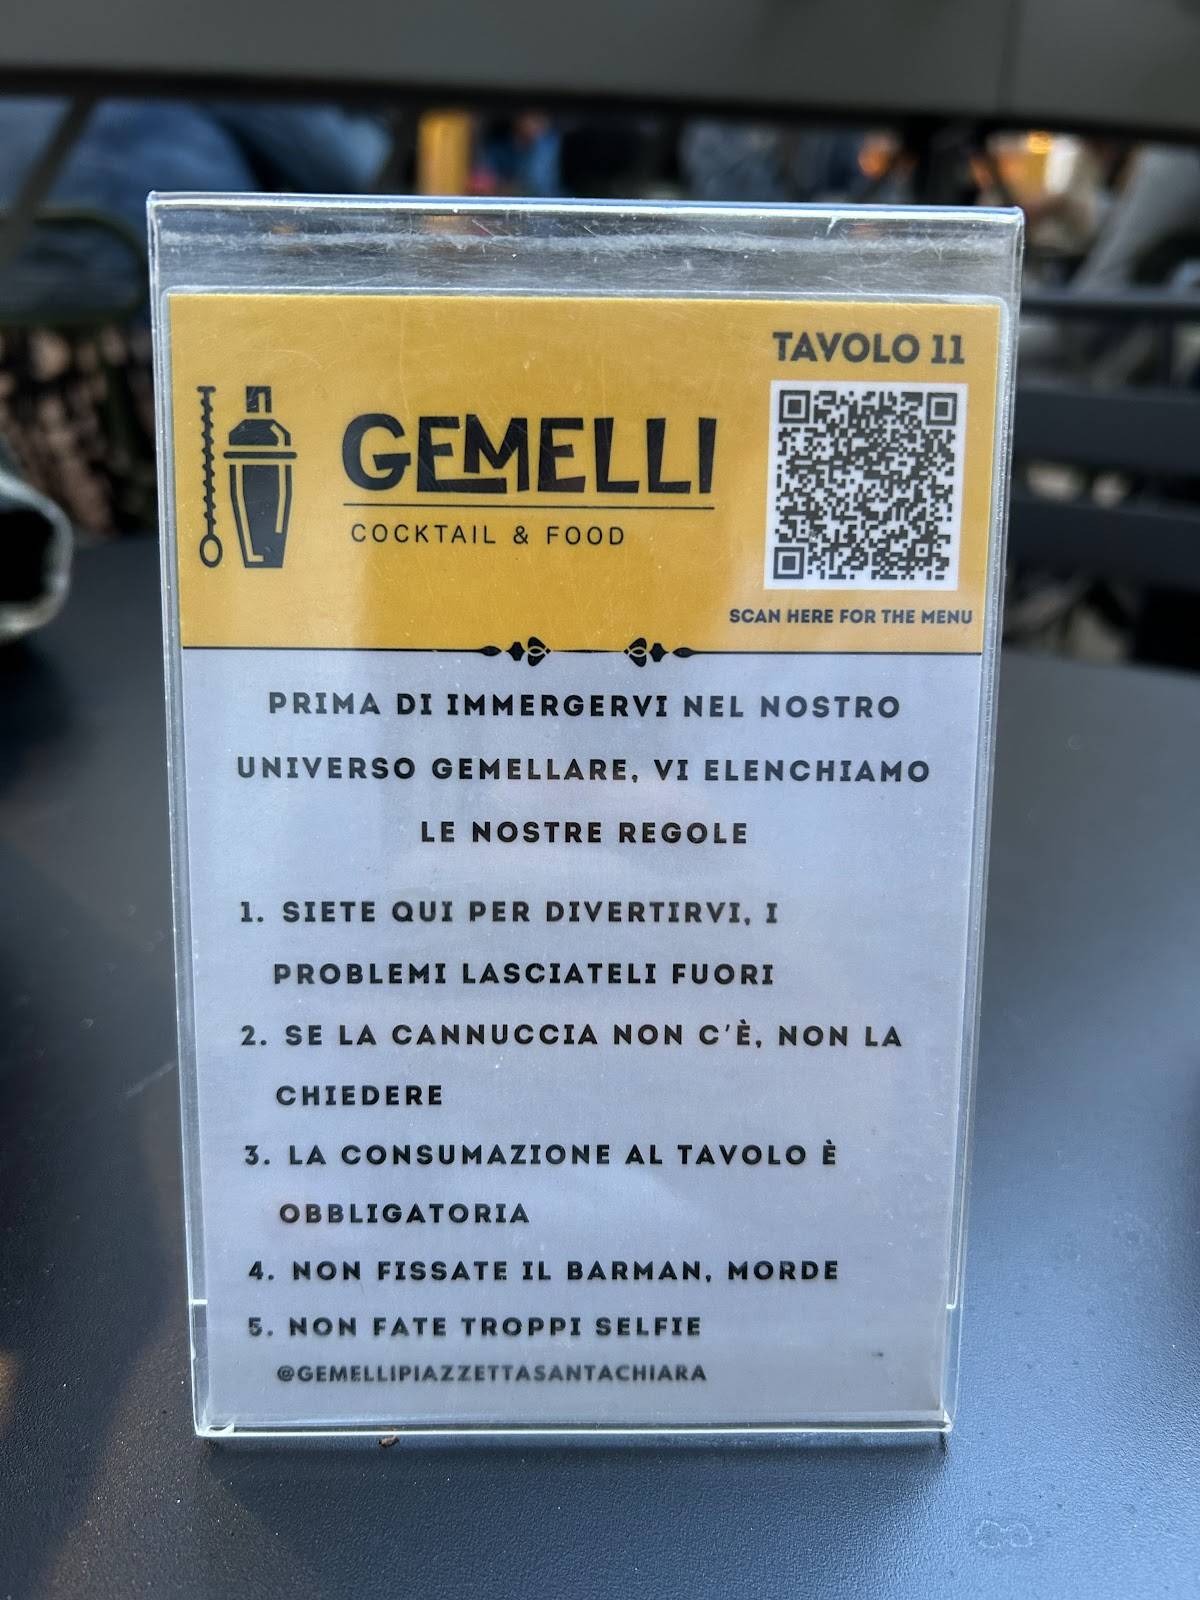 TAVOLO 11
GEMELLI
COCKTAIL & FOOD
SCAN HERE FOR THE MENU
PRIMA DI IMMERGERVI NEL NOSTRO
UNIVERSO GEMELLARE, VI ELENCHIAMO
LE NOSTRE REGOLE
1. SIETE QUI PER DIVERTIRVI, I
PROBLEMI LASCIATELI FUORI
2. SE LA CANNUCCIA NON C'È, NON LA
CHIEDERE
3. LA CONSUMAZIONE AL TAVOLO È
OBBLIGATORIA
4. NON FISSATE IL BARMAN, MORDE
5. NON FATE TROPPI SELFIE
@GEMELLIPIAZZETTASANTACHIARA